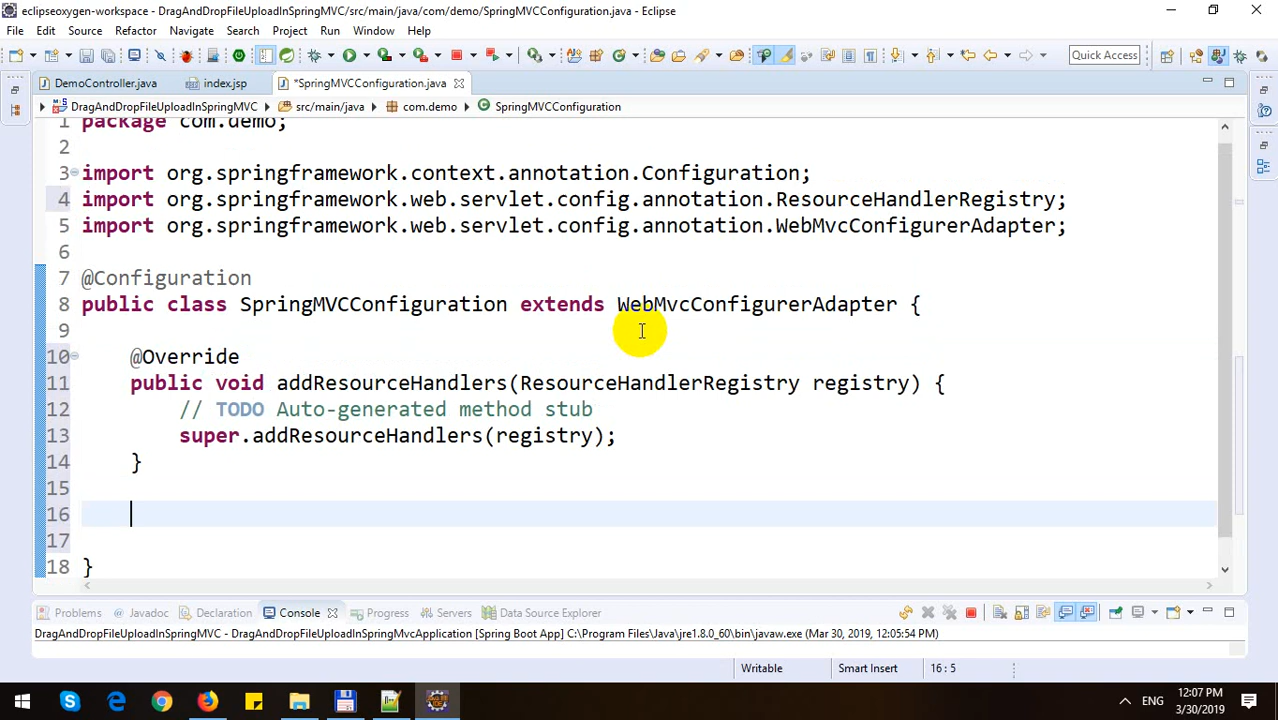 eclipseoxygen-workspace - DragAndDropFileUploadInSpringMVC/src/main/java/com/demo/SpringMVCConfiguration.java - Eclipse
File Edit Source Refactor Navigate Search Project Run Window Help
Quick Access
DemoController.java index.jsp *SpringMVCConfiguration.java
DragAndDropFileUploadInSpringMVC src/main/java com.demo SpringMVCConfiguration
1 package com.demo;
2
3 import org.springframework.context.annotation.Configuration;
4 import org.springframework.web.servlet.config.annotation.ResourceHandlerRegistry;
5 import org.springframework.web.servlet.config.annotation.WebMvcConfigurerAdapter;
6
7 @Configuration
8 public class SpringMVCConfiguration extends WebMvcConfigurerAdapter {
9
10 @Override
11 public void addResourceHandlers(ResourceHandlerRegistry registry) {
12 // TODO Auto-generated method stub
13 super.addResourceHandlers(registry);
14 }
15
16
17
18 }
Problems Javadoc Declaration Console Progress Servers Data Source Explorer
DragAndDropFileUploadInSpringMVC - DragAndDropFileUploadInSpringMvcApplication [Spring Boot App] C:\Program Files\Java\jre1.8.0_60\bin\javaw.exe (Mar 30, 2019, 12:05:54 PM)
Writable Smart Insert 16 : 5
ENG 12:07 PM
3/30/2019